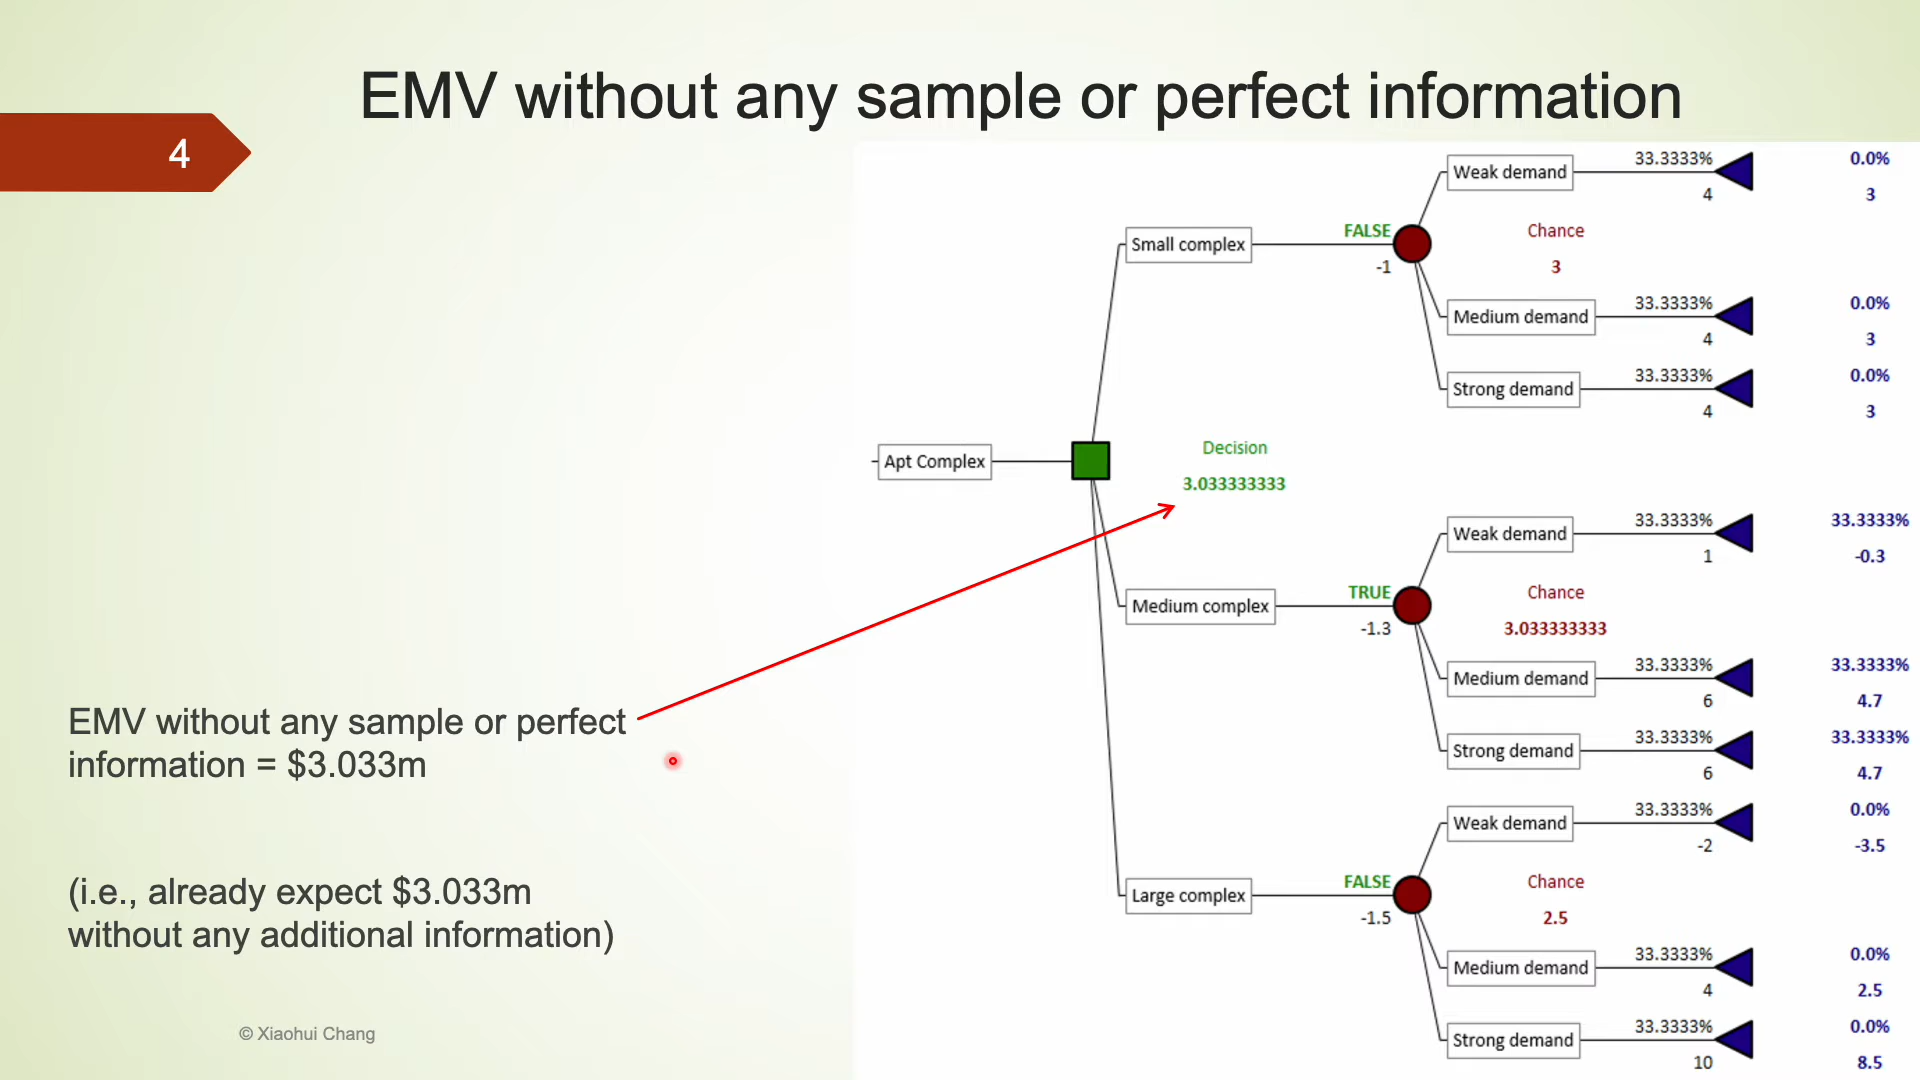 EMV without any sample or perfect information
4
Weak demand 33.3333% 0.0%
4 3
Small complex FALSE Chance
-1 3
Medium demand 33.3333% 0.0%
4 3
Strong demand 33.3333% 0.0%
4 3
Apt Complex Decision
3.033333333
Weak demand 33.3333% 33.3333%
1 -0.3
Medium complex TRUE Chance
-1.3 3.033333333
Medium demand 33.3333% 33.3333%
6 4.7
Strong demand 33.3333% 33.3333%
6 4.7
Weak demand 33.3333% 0.0%
-2 -3.5
Large complex FALSE Chance
-1.5 2.5
Medium demand 33.3333% 0.0%
4 2.5
Strong demand 33.3333% 0.0%
10 8.5
EMV without any sample or perfect
information = $3.033m
(i.e., already expect $3.033m
without any additional information)
© Xiaohui Chang